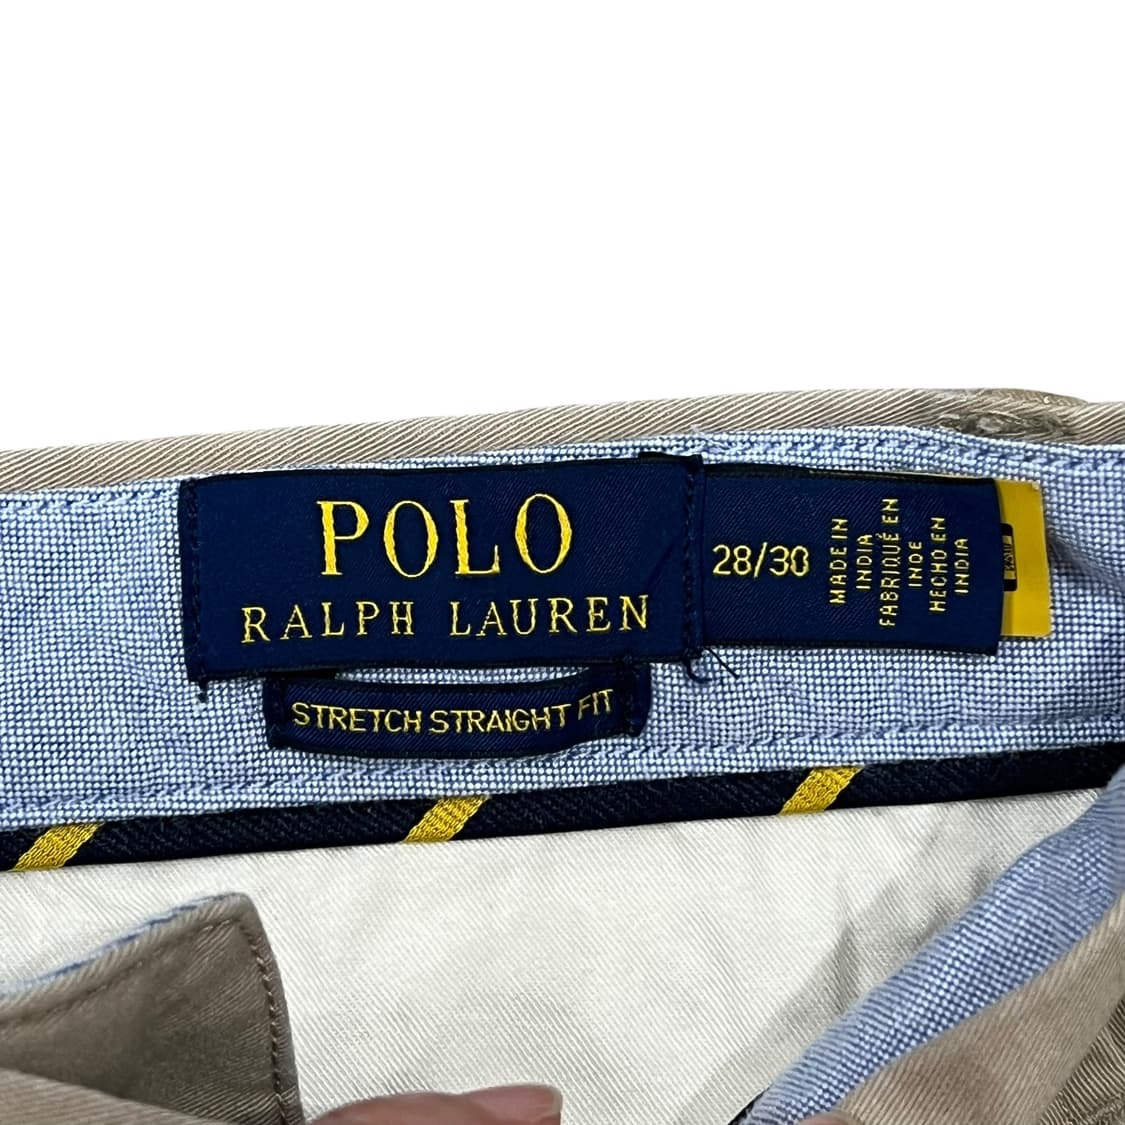 POLO
RALPH LAUREN
STRETCH STRAIGHT FIT
28/30
MADE IN
INDIA
FABRIQUÉ EN
INDE
HECHO EN
INDIA